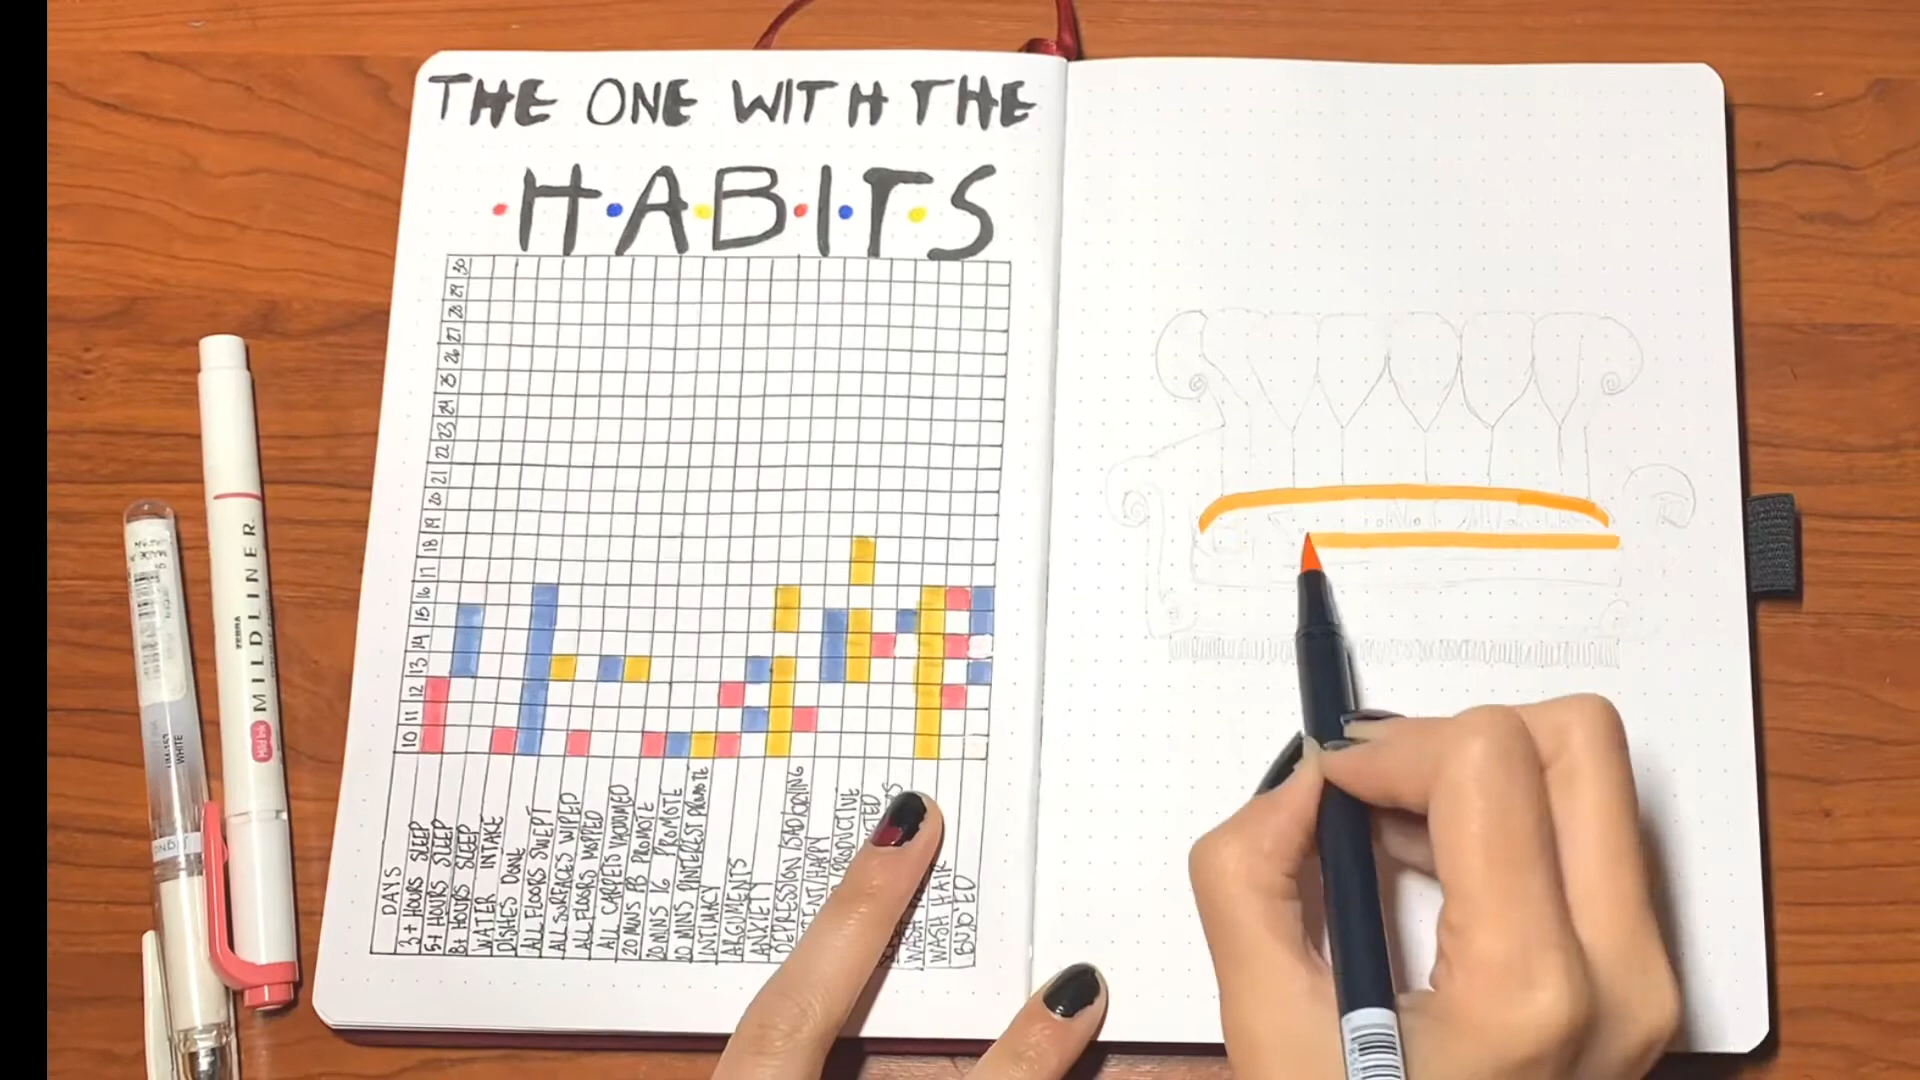 THE ONE WITH THE
HABITS
30
29
28
27
26
25
24
23
22
21
20
19
18
17
16
15
14
13
12
11
10
DAYS
3+ HOURS SLEEP
5+ HOURS SLEEP
8+ HOURS SLEEP
WATER INTAKE
DISHES DONE
ALL FLOORS SWEPT
ALL SURFACES WIPED
ALL FLOORS MOPPED
ALL CARPETS VACUUMED
20 MINS PB PROMOTE
20 MINS IG PROMOTE
20 MINS PINTEREST PROMOTE
INTIMACY
ARGUMENTS
ANXIETY
DEPRESSION/SAD CRYING
TENT/HAPPY
/PRODUCTIVE
WASH
WASH HAIR
BUJO'ED
ZEBRA
MILDLINER
WHITE